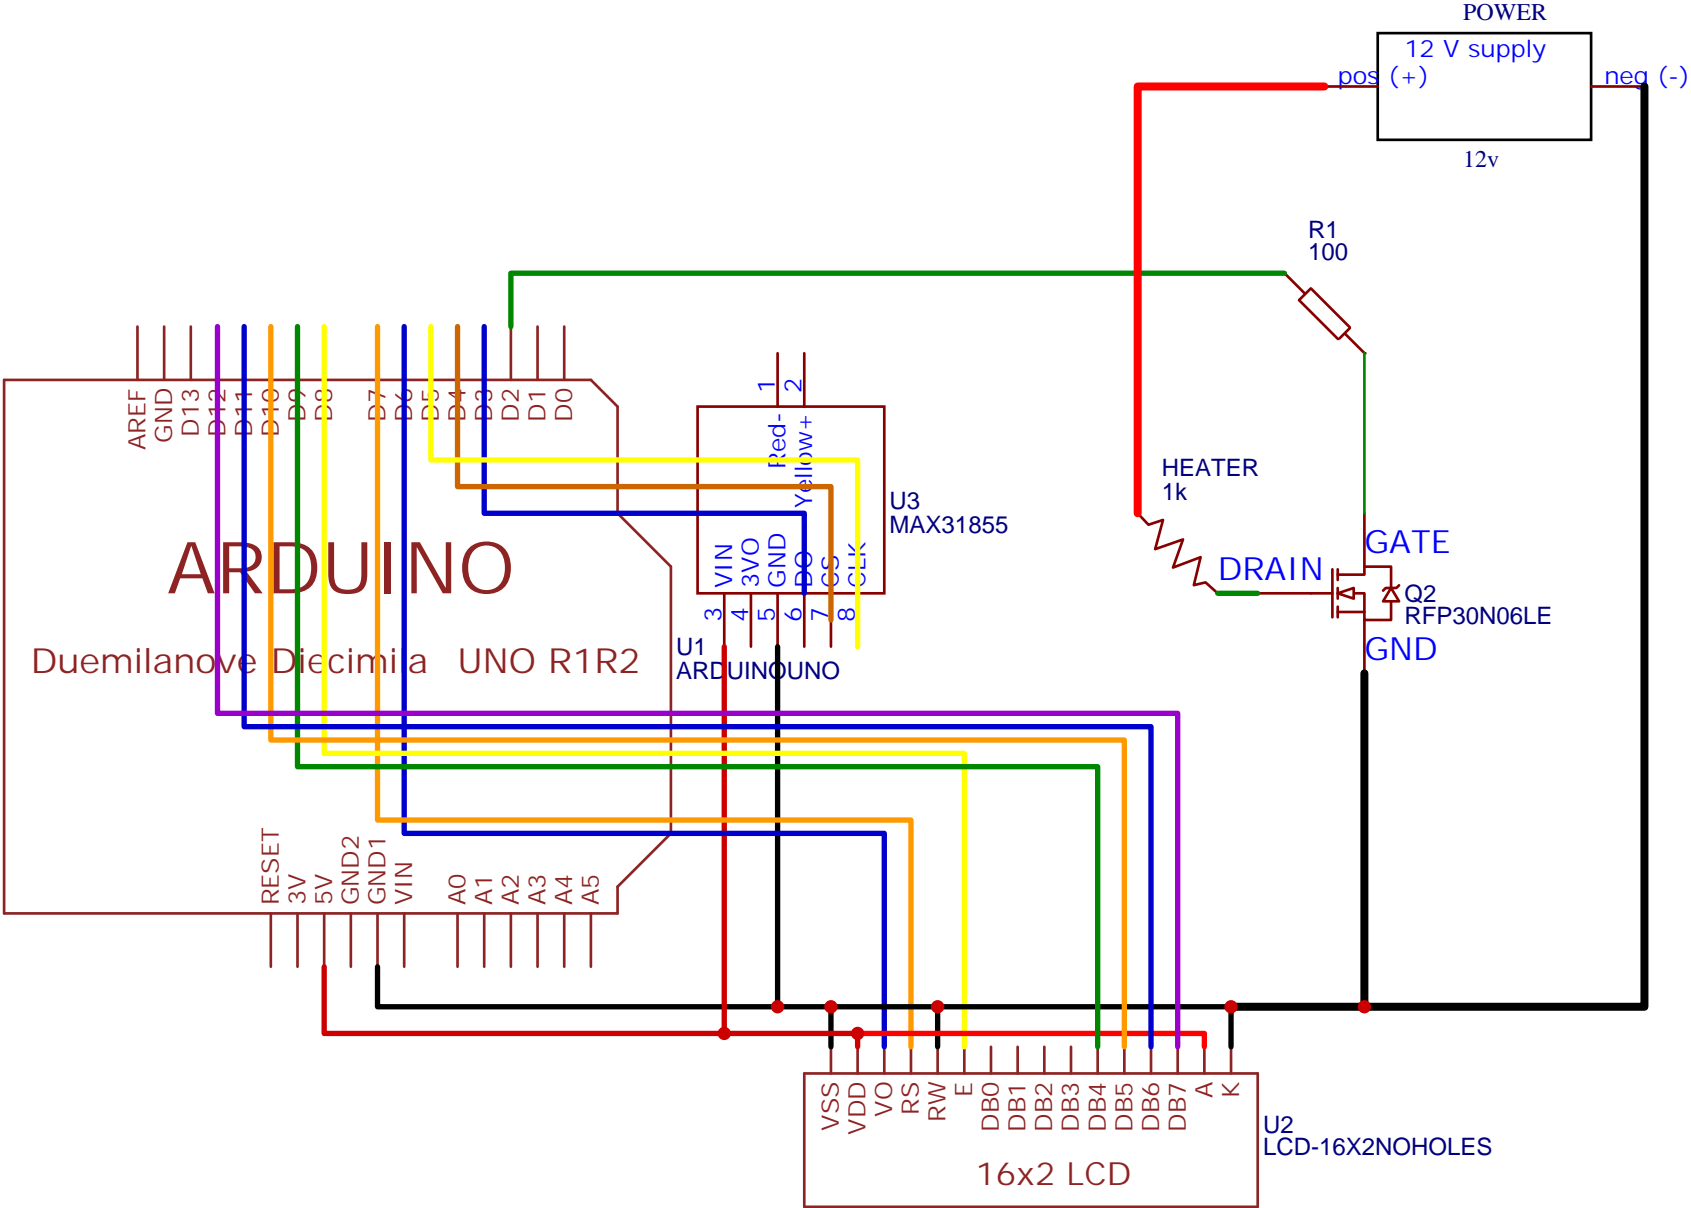 POWER
12 V supply
pos (+)
neg (-)
12v
R1
100
AREF
GND
D13
D12
D11
D10
D9
D8
D7
D6
D5
D4
D3
D2
D1
D0
1
2
Red-
Yellow+
HEATER
1k
U3
MAX31855
VIN
3VO
GND
DO
CS
CLK
3
4
5
6
7
8
GATE
DRAIN
Q2
RFP30N06LE
GND
ARDUINO
Duemilanove Diecimila UNO R1R2
U1
ARDUINOUNO
RESET
3V
5V
GND2
GND1
VIN
A0
A1
A2
A3
A4
A5
VSS
VDD
VO
RS
RW
E
DB0
DB1
DB2
DB3
DB4
DB5
DB6
DB7
A
K
U2
LCD-16X2NOHOLES
16x2 LCD